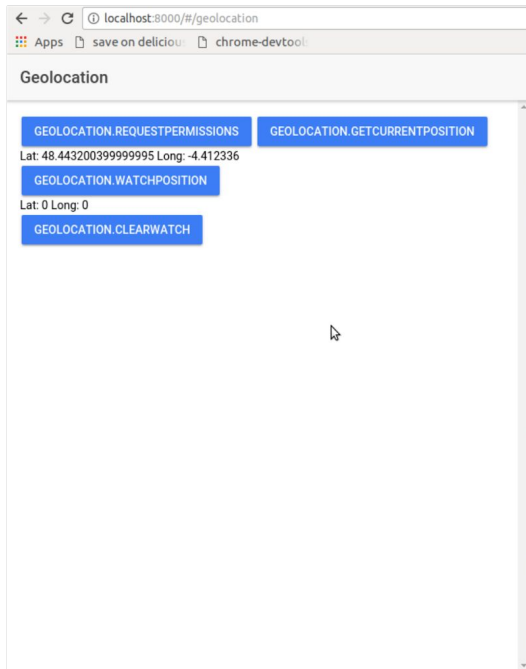 localhost:8000/#/geolocation
Apps save on delicious chrome-devtools
Geolocation
GEOLOCATION.REQUESTPERMISSIONS GEOLOCATION.GETCURRENTPOSITION
Lat: 48.443200399999995 Long: -4.412336
GEOLOCATION.WATCHPOSITION
Lat: 0 Long: 0
GEOLOCATION.CLEARWATCH